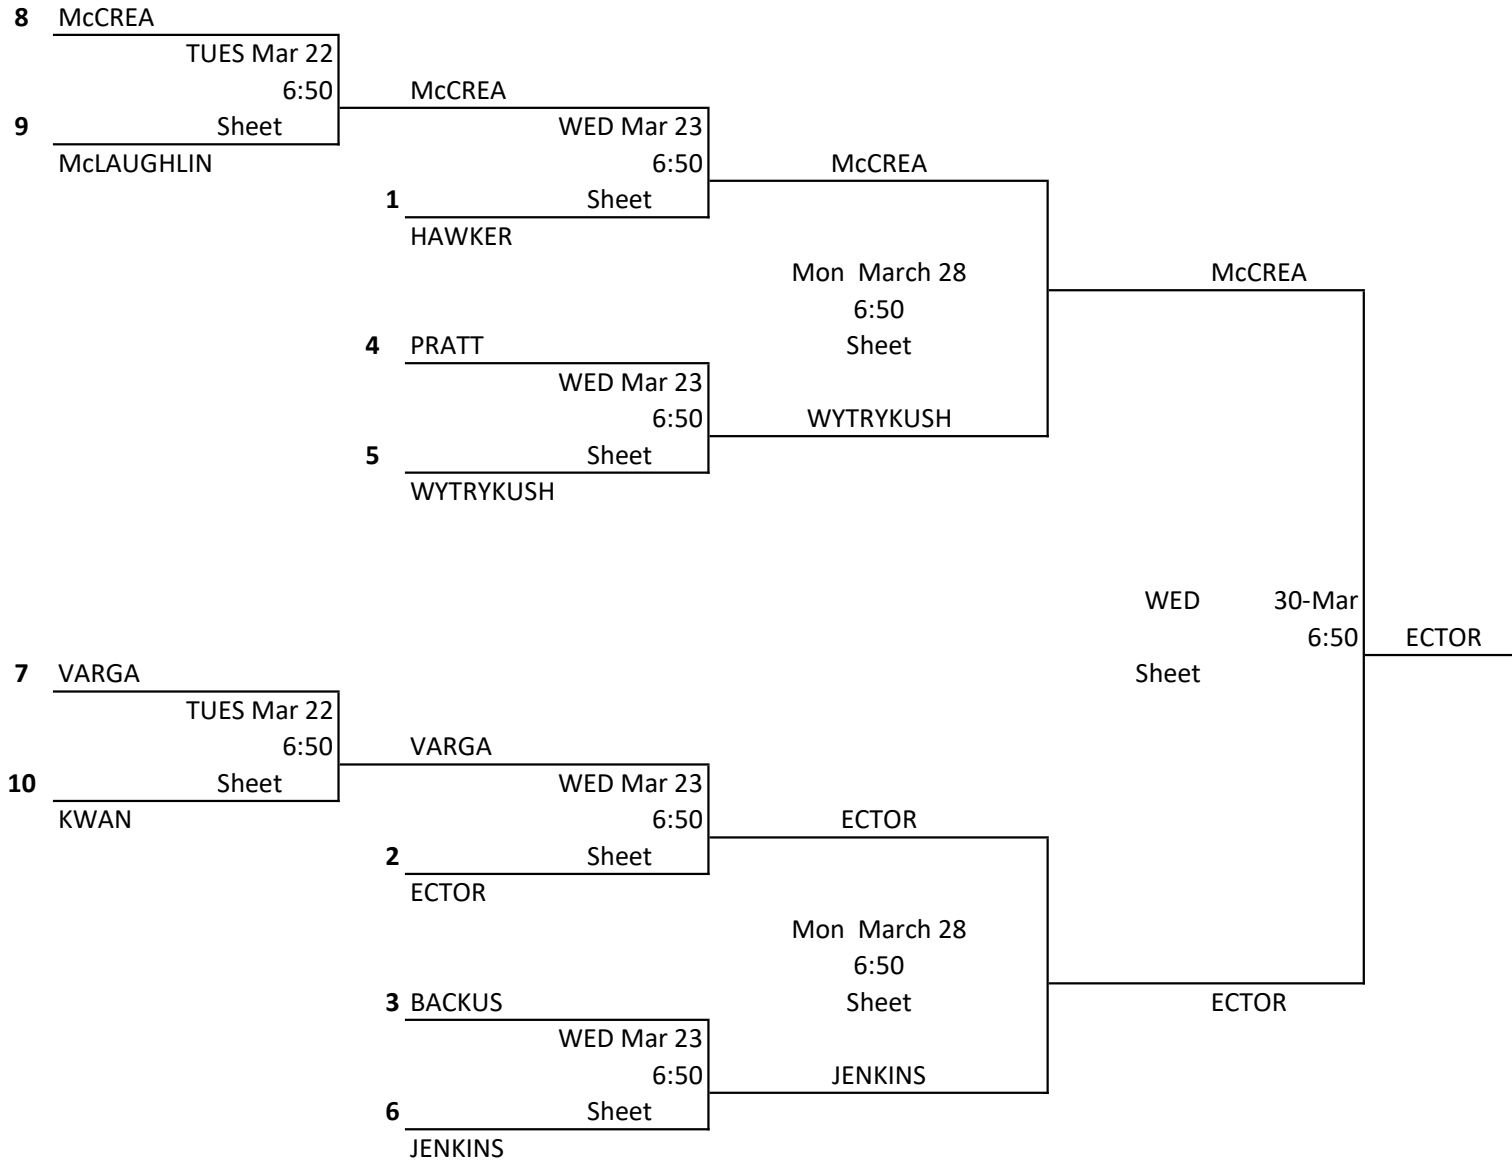 8 McCREA
TUES Mar 22
6:50 McCREA
9 Sheet WED Mar 23
McLAUGHLIN 6:50 McCREA
1 Sheet
HAWKER
Mon March 28 McCREA
6:50
4 PRATT Sheet
WED Mar 23
6:50 WYTRYKUSH
5 Sheet
WYTRYKUSH
WED 30-Mar
6:50 ECTOR
7 VARGA Sheet
TUES Mar 22
6:50 VARGA
10 Sheet WED Mar 23
KWAN 6:50 ECTOR
2 Sheet
ECTOR
Mon March 28
6:50
3 BACKUS Sheet ECTOR
WED Mar 23
6:50 JENKINS
6 Sheet
JENKINS